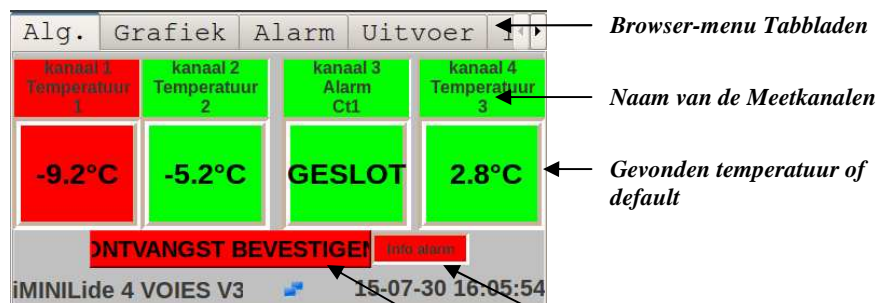 Alg. Grafiek Alarm Uitvoer
Browser-menu Tabbladen
kanaal 1 kanaal 2 kanaal 3 kanaal 4
Temperatuur Temperatuur Alarm Temperatuur
1 2 Ct1 3
Naam van de Meetkanalen
-9.2°C -5.2°C GESLOT 2.8°C
Gevonden temperatuur of
default
ONTVANGST BEVESTIGEN Info alarm
iMINILide 4 VOIES V3 15-07-30 16:05:54